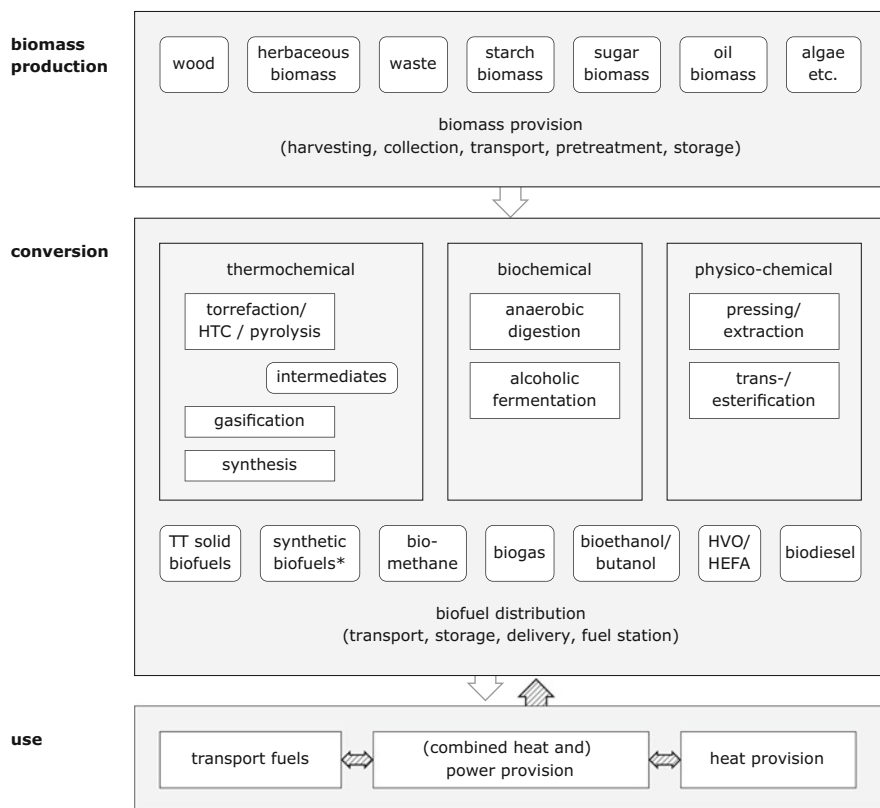 biomass
production
wood
herbaceous
biomass
waste
starch
biomass
sugar
biomass
oil
biomass
algae
etc.
biomass provision
(harvesting, collection, transport, pretreatment, storage)
conversion
thermochemical
torrefaction/
HTC / pyrolysis
intermediates
gasification
synthesis
biochemical
anaerobic
digestion
alcoholic
fermentation
physico-chemical
pressing/
extraction
trans-/
esterification
TT solid
biofuels
synthetic
biofuels*
bio-
methane
biogas
bioethanol/
butanol
HVO/
HEFA
biodiesel
biofuel distribution
(transport, storage, delivery, fuel station)
use
transport fuels
(combined heat and)
power provision
heat provision